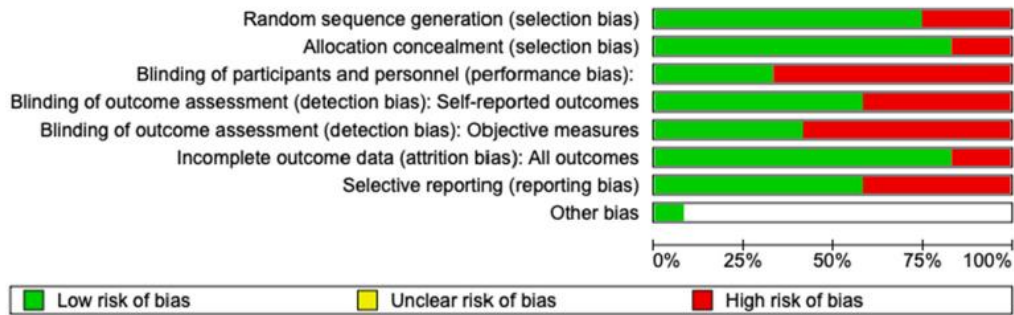 Random sequence generation (selection bias)
Allocation concealment (selection bias)
Blinding of participants and personnel (performance bias):
Blinding of outcome assessment (detection bias): Self-reported outcomes
Blinding of outcome assessment (detection bias): Objective measures
Incomplete outcome data (attrition bias): All outcomes
Selective reporting (reporting bias)
Other bias
0% 25% 50% 75% 100%
Low risk of bias Unclear risk of bias High risk of bias